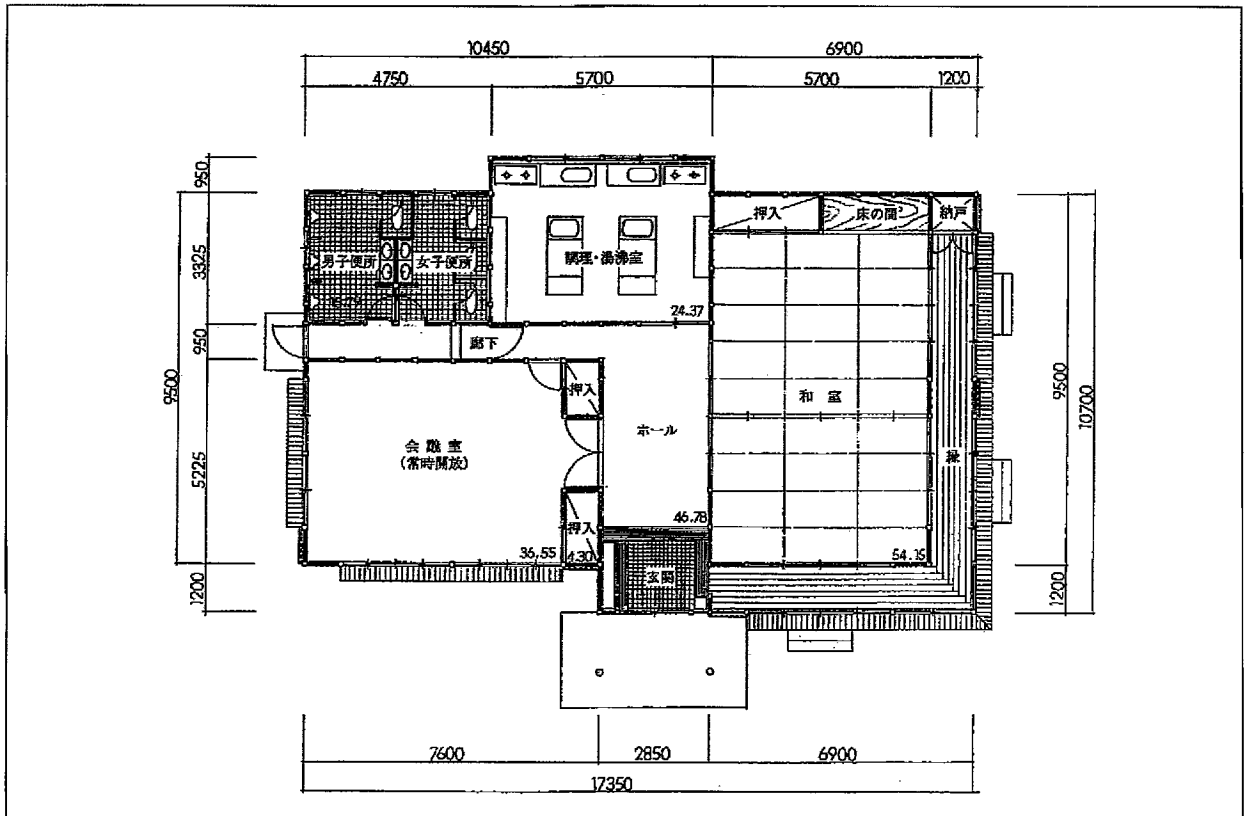 10450
6900
4750
5700
5700
1200
950
3325
950
9500
5225
1200
押入
床の間
納戸
男子便所
女子便所
調理・湯沸室
24.37
廊下
押入
和室
ホール
会議室
(常時開放)
縁
押入
46.78
36.55
4.30
54.15
玄関
9500
10700
1200
7600
2850
6900
17350